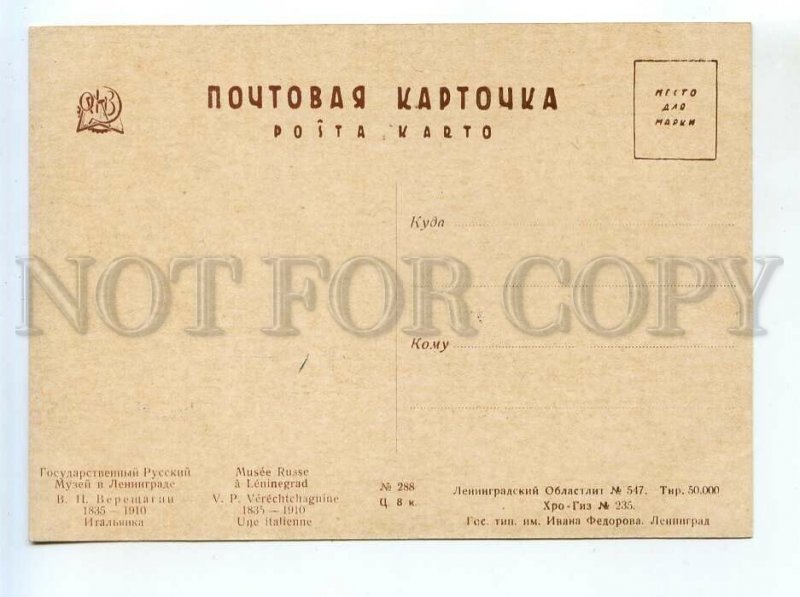 ПОЧТОВАЯ КАРТОЧКА
POŜTA KARTO
МЕСТО
ДЛЯ
МАРКИ
Куда
NOT FOR COPY
Кому
Государственный Русский
Музей в Ленинграде
В. П. Верещагин
1835 — 1910
Итальянка
Musée Russe
à Léninegrad
V. P. Véréchtchaguine
1835 — 1910
Une italienne
№ 288
Ц. 8 к.
Ленинградский Областлит № 547. Тир. 50.000
Хро-Гиз № 235.
Гос. тип. им. Ивана Федорова. Ленинград